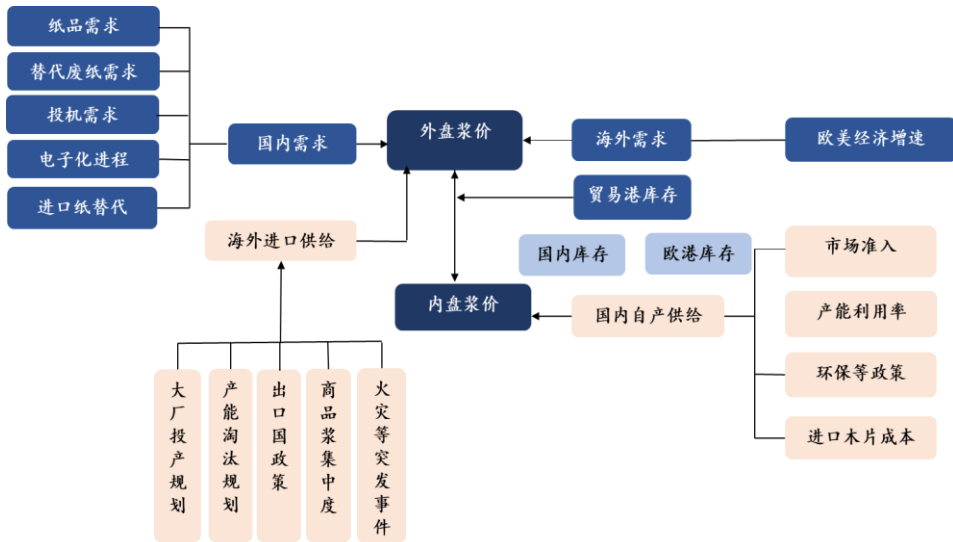 纸品需求
替代废纸需求
投机需求
电子化进程
进口纸替代
国内需求
外盘浆价
海外需求
欧美经济增速
贸易港库存
海外进口供给
国内库存
欧港库存
内盘浆价
国内自产供给
市场准入
产能利用率
环保等政策
进口木片成本
大厂投产规划
产能淘汰规划
出口国政策
商品浆集中度
火灾等突发事件